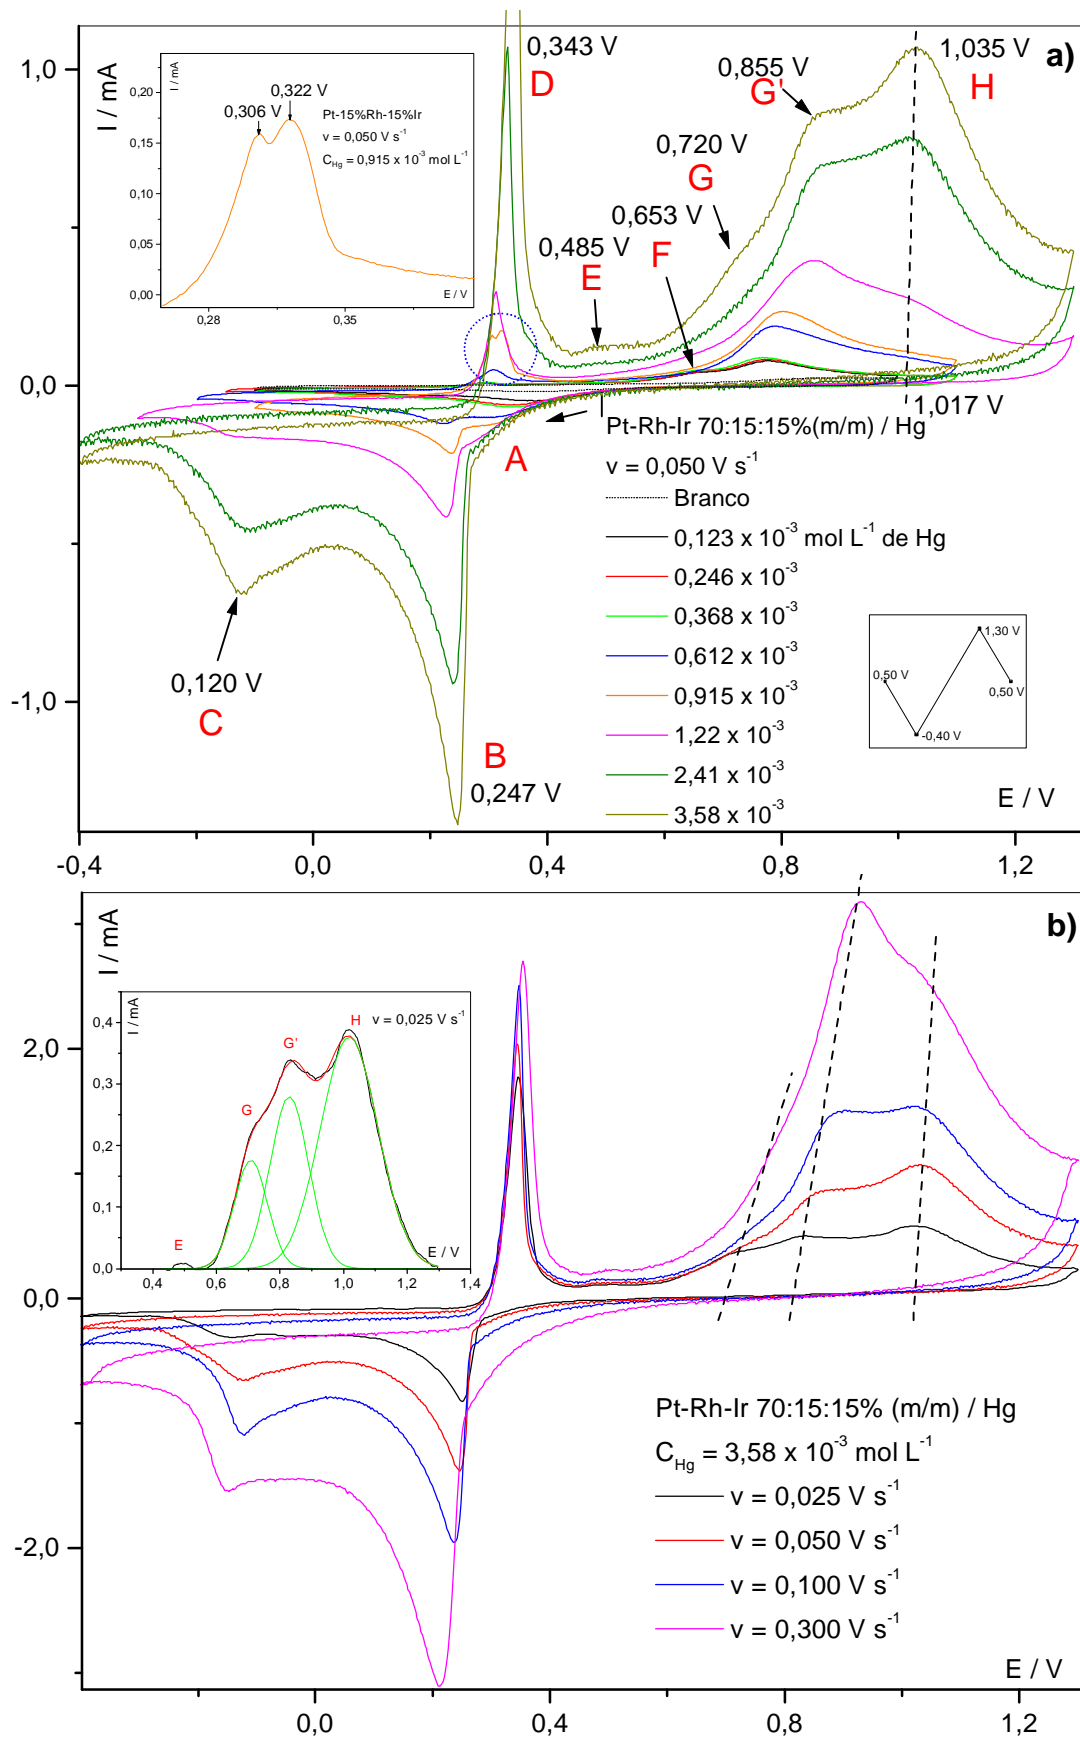 a)
I / mA
1,0
0,0
-1,0
-0,4
0,0
0,4
0,8
1,2
E / V
I / mA
0,20
0,15
0,10
0,05
0,00
0,28
0,35
E / V
0,306 V
0,322 V
Pt-15%Rh-15%Ir
v = 0,050 V s⁻¹
C_Hg = 0,915 x 10⁻³ mol L⁻¹
0,343 V
D
0,485 V
E
0,653 V
F
0,720 V
G
0,855 V
G'
1,035 V
H
1,017 V
A
B
0,247 V
0,120 V
C
Pt-Rh-Ir 70:15:15%(m/m) / Hg
v = 0,050 V s⁻¹
Branco
0,123 x 10⁻³ mol L⁻¹ de Hg
0,246 x 10⁻³
0,368 x 10⁻³
0,612 x 10⁻³
0,915 x 10⁻³
1,22 x 10⁻³
2,41 x 10⁻³
3,58 x 10⁻³
0,50 V
1,30 V
0,50 V
-0,40 V
b)
I / mA
2,0
0,0
-2,0
0,0
0,4
0,8
1,2
E / V
I / mA
0,4
0,3
0,2
0,1
0,0
0,4
0,6
0,8
1,0
1,2
1,4
E / V
v = 0,025 V s⁻¹
E
G
G'
H
Pt-Rh-Ir 70:15:15% (m/m) / Hg
C_Hg = 3,58 x 10⁻³ mol L⁻¹
v = 0,025 V s⁻¹
v = 0,050 V s⁻¹
v = 0,100 V s⁻¹
v = 0,300 V s⁻¹